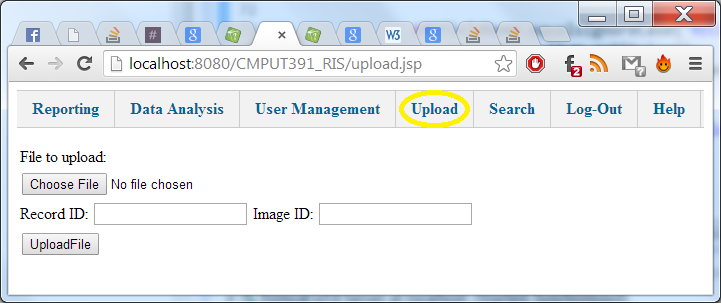 localhost:8080/CMPUT391_RIS/upload.jsp
Reporting Data Analysis User Management Upload Search Log-Out Help
File to upload:
Choose File No file chosen
Record ID: Image ID:
UploadFile